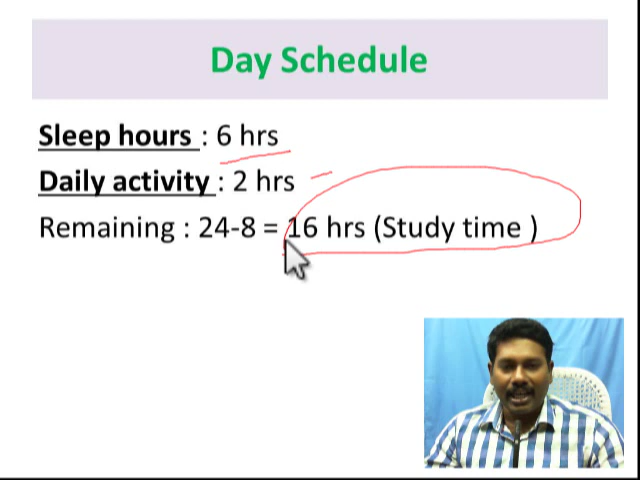 Day Schedule
Sleep hours : 6 hrs
Daily activity : 2 hrs
Remaining : 24-8 = 16 hrs (Study time )